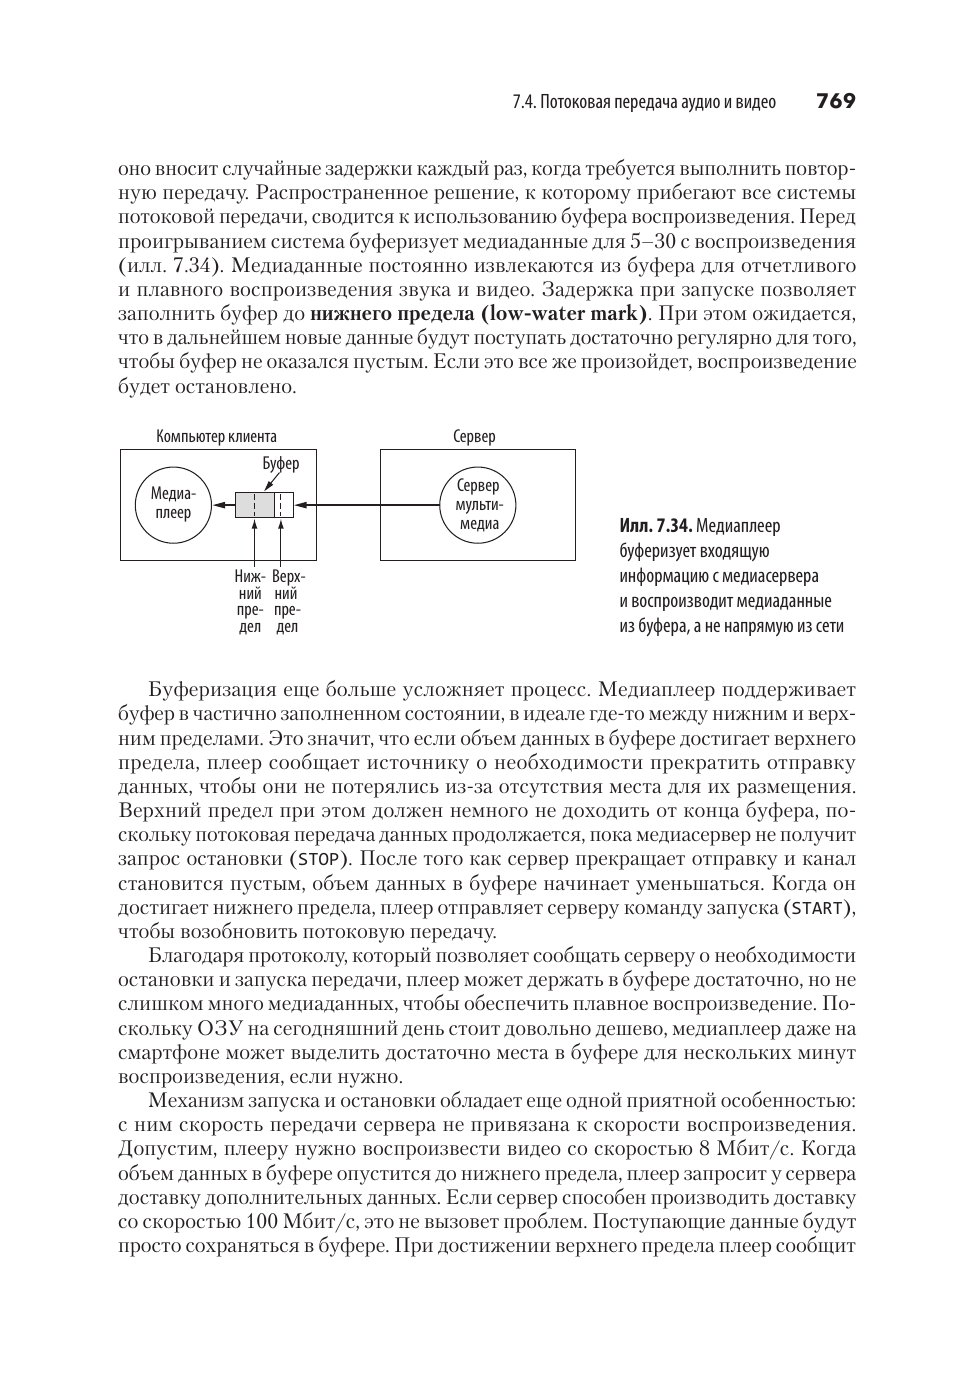 7.4. Потоковая передача аудио и видео 769
оно вносит случайные задержки каждый раз, когда требуется выполнить повтор-
ную передачу. Распространенное решение, к которому прибегают все системы
потоковой передачи, сводится к использованию буфера воспроизведения. Перед
проигрыванием система буферизует медиаданные для 5–30 с воспроизведения
(илл. 7.34). Медиаданные постоянно извлекаются из буфера для отчетливого
и плавного воспроизведения звука и видео. Задержка при запуске позволяет
заполнить буфер до нижнего предела (low-water mark). При этом ожидается,
что в дальнейшем новые данные будут поступать достаточно регулярно для того,
чтобы буфер не оказался пустым. Если это все же произойдет, воспроизведение
будет остановлено.
Компьютер клиента
Сервер
Буфер
Медиа-
плеер
Сервер
мульти-
медиа
Ниж-
ний
пре-
дел
Верх-
ний
пре-
дел
Илл. 7.34. Медиаплеер
буферизует входящую
информацию с медиасервера
и воспроизводит медиаданные
из буфера, а не напрямую из сети
Буферизация еще больше усложняет процесс. Медиаплеер поддерживает
буфер в частично заполненном состоянии, в идеале где-то между нижним и верх-
ним пределами. Это значит, что если объем данных в буфере достигает верхнего
предела, плеер сообщает источнику о необходимости прекратить отправку
данных, чтобы они не потерялись из-за отсутствия места для их размещения.
Верхний предел при этом должен немного не доходить от конца буфера, по-
скольку потоковая передача данных продолжается, пока медиасервер не получит
запрос остановки (STOP). После того как сервер прекращает отправку и канал
становится пустым, объем данных в буфере начинает уменьшаться. Когда он
достигает нижнего предела, плеер отправляет серверу команду запуска (START),
чтобы возобновить потоковую передачу.
Благодаря протоколу, который позволяет сообщать серверу о необходимости
остановки и запуска передачи, плеер может держать в буфере достаточно, но не
слишком много медиаданных, чтобы обеспечить плавное воспроизведение. По-
скольку ОЗУ на сегодняшний день стоит довольно дешево, медиаплеер даже на
смартфоне может выделить достаточно места в буфере для нескольких минут
воспроизведения, если нужно.
Механизм запуска и остановки обладает еще одной приятной особенностью:
с ним скорость передачи сервера не привязана к скорости воспроизведения.
Допустим, плееру нужно воспроизвести видео со скоростью 8 Мбит/с. Когда
объем данных в буфере опустится до нижнего предела, плеер запросит у сервера
доставку дополнительных данных. Если сервер способен производить доставку
со скоростью 100 Мбит/с, это не вызовет проблем. Поступающие данные будут
просто сохраняться в буфере. При достижении верхнего предела плеер сообщит